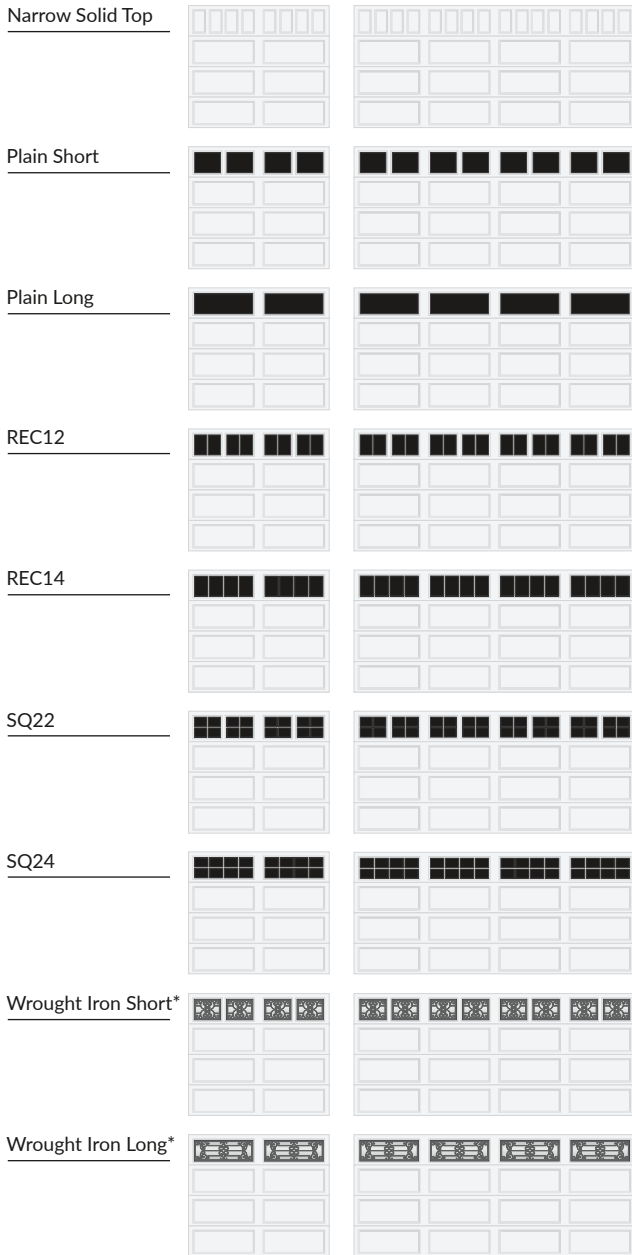 Narrow Solid Top
Plain Short
Plain Long
REC12
REC14
SQ22
SQ24
Wrought Iron Short*
Wrought Iron Long*